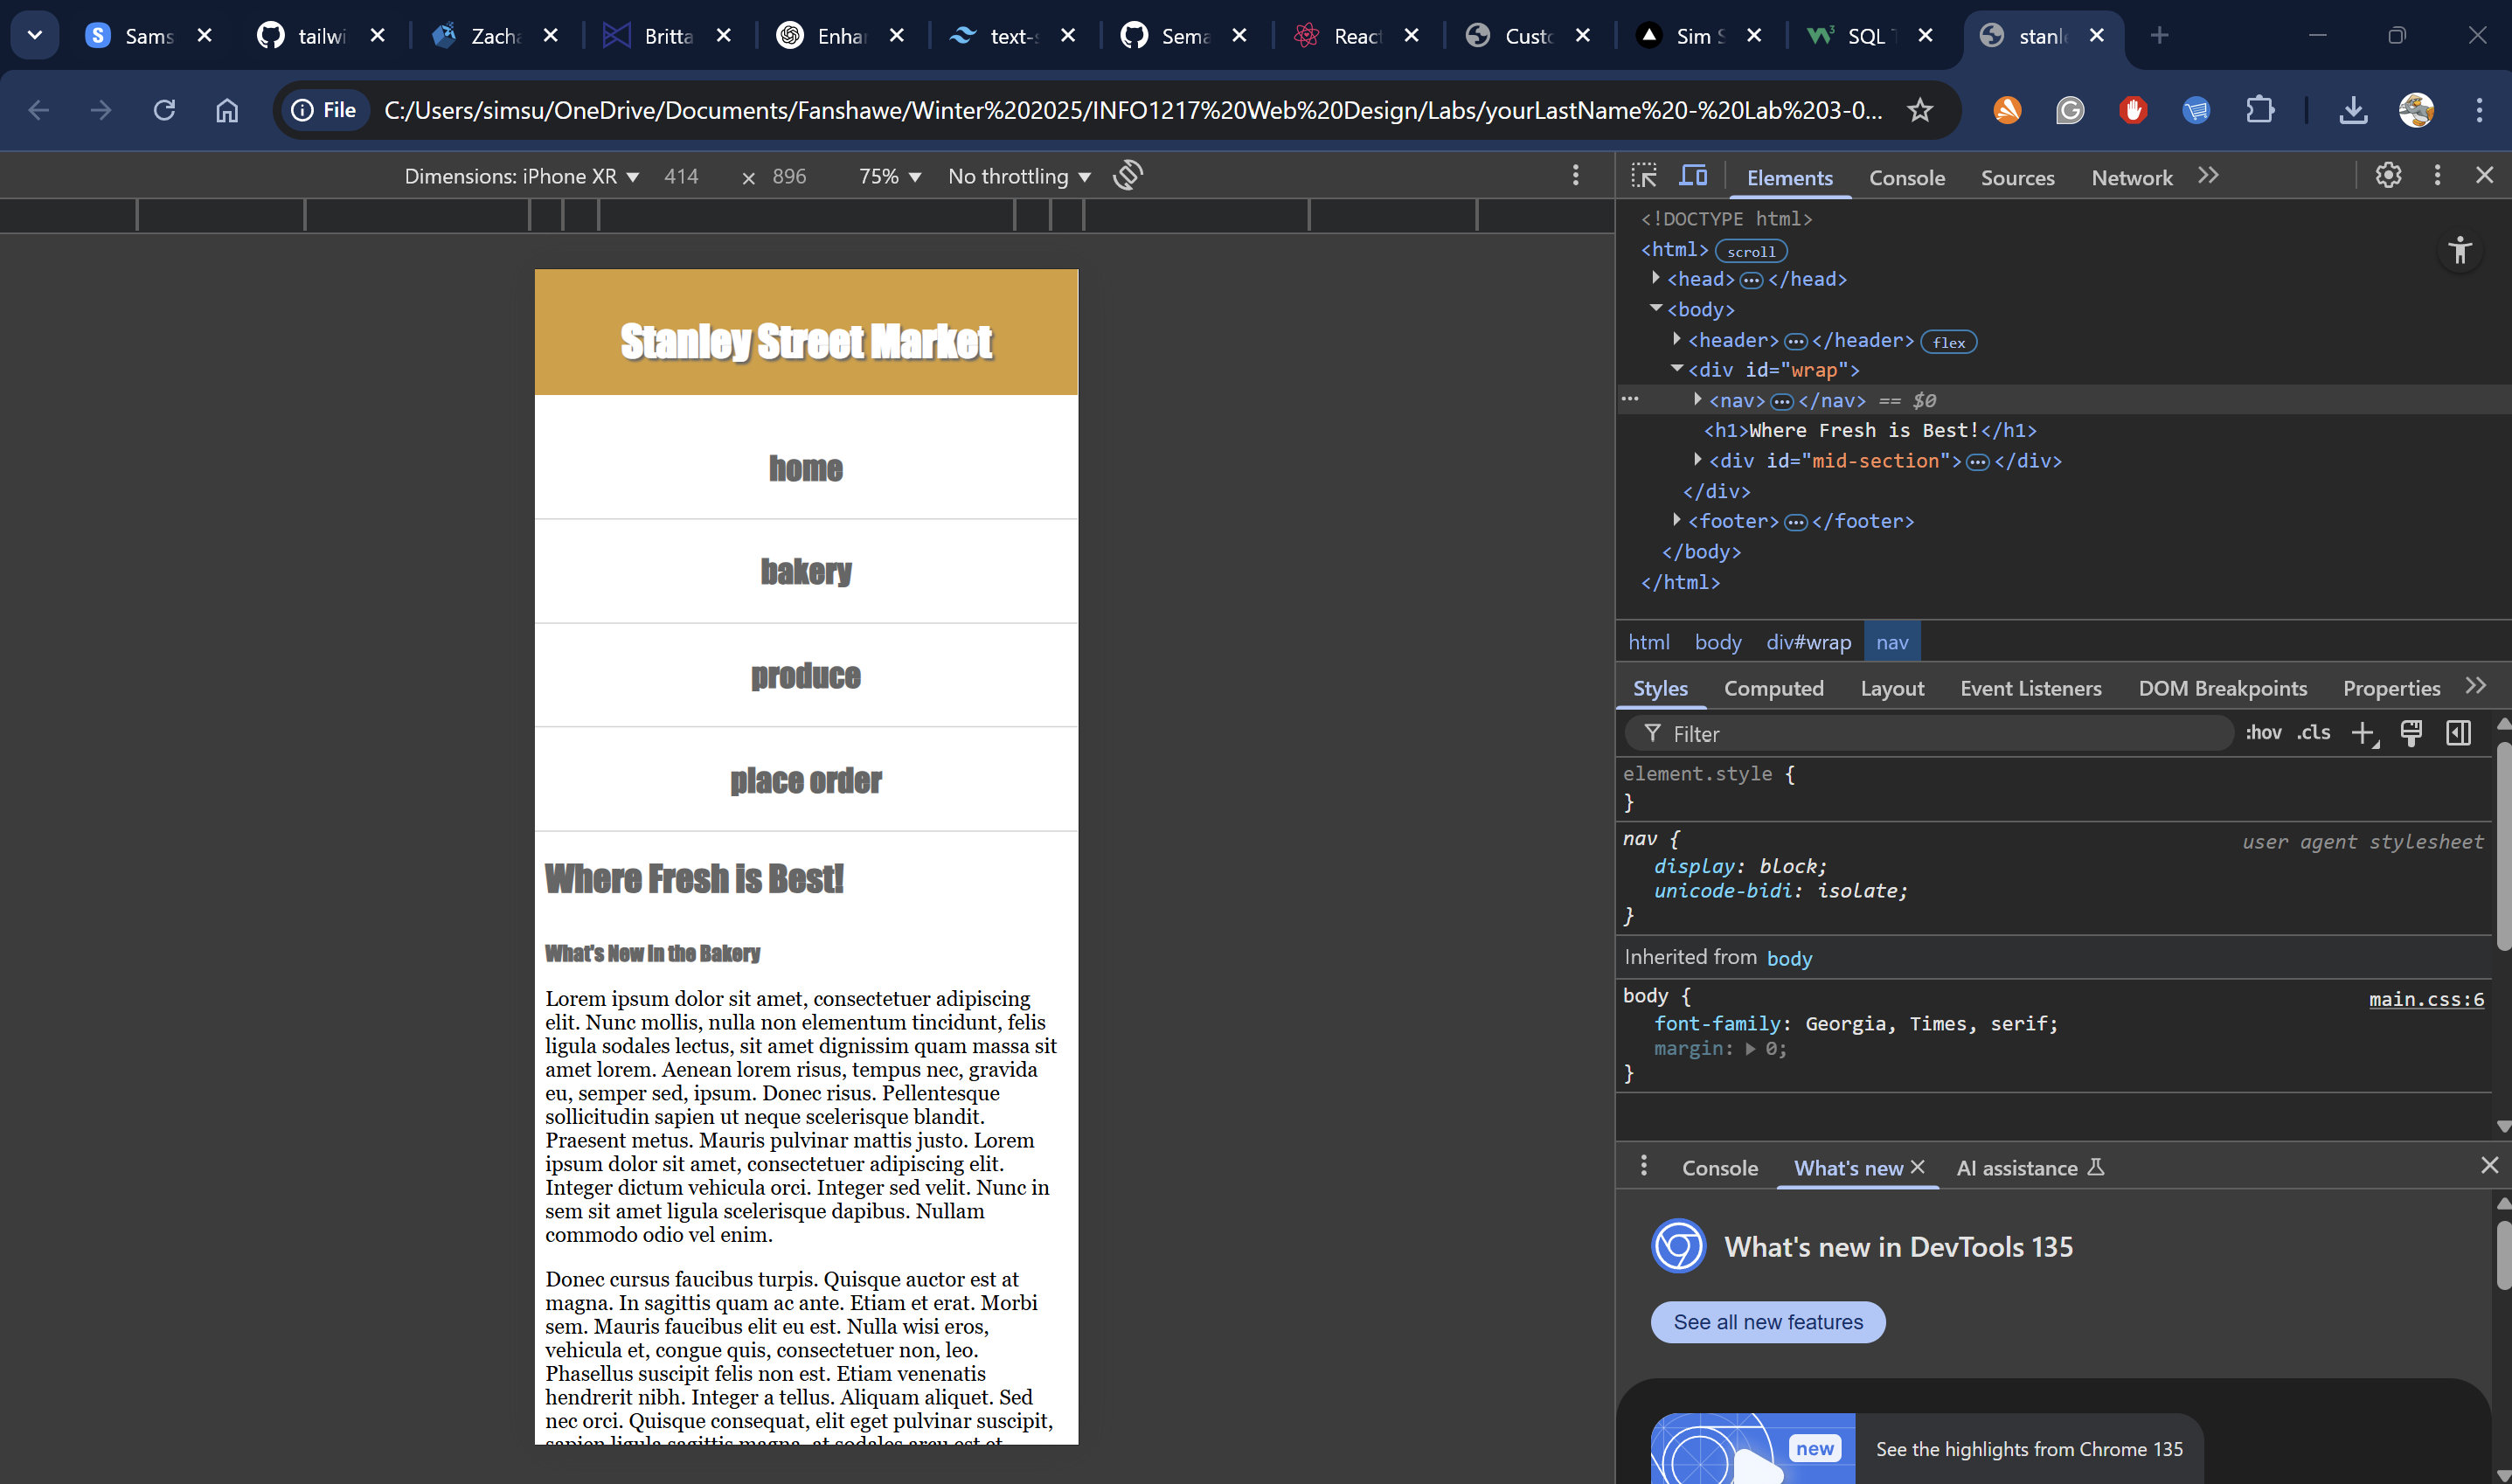 Sams
tailwi
Zacha
Britta
Enhar
text-s
Sema
React
Custo
Sim S
SQL T
stanle
File
C:/Users/simsu/OneDrive/Documents/Fanshawe/Winter%202025/INFO1217%20Web%20Design/Labs/yourLastName%20-%20Lab%203-0...
Dimensions: iPhone XR 414 × 896 75% No throttling
Elements Console Sources Network
Stanley Street Market
home
bakery
produce
place order
Where Fresh is Best!
What's New in the Bakery
Lorem ipsum dolor sit amet, consectetuer adipiscing
elit. Nunc mollis, nulla non elementum tincidunt, felis
ligula sodales lectus, sit amet dignissim quam massa sit
amet lorem. Aenean lorem risus, tempus nec, gravida
eu, semper sed, ipsum. Donec risus. Pellentesque
sollicitudin sapien ut neque scelerisque blandit.
Praesent metus. Mauris pulvinar mattis justo. Lorem
ipsum dolor sit amet, consectetuer adipiscing elit.
Integer dictum vehicula orci. Integer sed velit. Nunc in
sem sit amet ligula scelerisque dapibus. Nullam
commodo odio vel enim.
Donec cursus faucibus turpis. Quisque auctor est at
magna. In sagittis quam ac ante. Etiam et erat. Morbi
sem. Mauris faucibus elit eu est. Nulla wisi eros,
vehicula et, congue quis, consectetuer non, leo.
Phasellus suscipit felis non est. Etiam venenatis
hendrerit nibh. Integer a tellus. Aliquam aliquet. Sed
nec orci. Quisque consequat, elit eget pulvinar suscipit,
sapien ligula sagittis magna, at sodales arcu est et
<!DOCTYPE html>
<html> scroll
<head>…</head>
<body>
<header>…</header> flex
<div id="wrap">
… <nav>…</nav> == $0
<h1>Where Fresh is Best!</h1>
<div id="mid-section">…</div>
</div>
<footer>…</footer>
</body>
</html>
html body div#wrap nav
Styles Computed Layout Event Listeners DOM Breakpoints Properties
Filter :hov .cls
element.style {
}
nav { user agent stylesheet
display: block;
unicode-bidi: isolate;
}
Inherited from body
body { main.css:6
font-family: Georgia, Times, serif;
margin: 0;
}
Console What's new AI assistance
What's new in DevTools 135
See all new features
new
See the highlights from Chrome 135